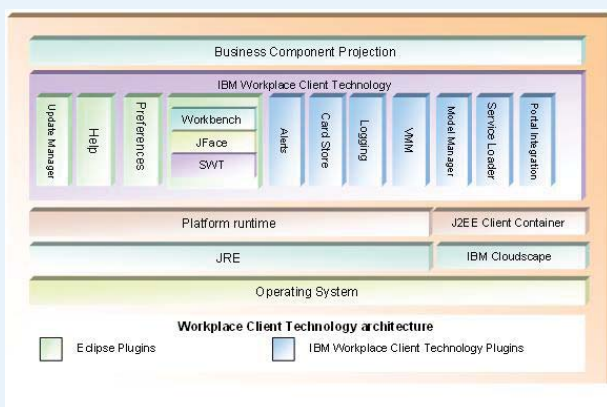 Business Component Projection
IBM Workplace Client Technology
Update Manager
Help
Preferences
Workbench
JFace
SWT
Alerts
Card Store
Logging
VMM
Model Manager
Service Loader
Portal Integration
Platform runtime
J2EE Client Container
JRE
IBM Cloudscape
Operating System
Workplace Client Technology architecture
Eclipse Plugins
IBM Workplace Client Technology Plugins